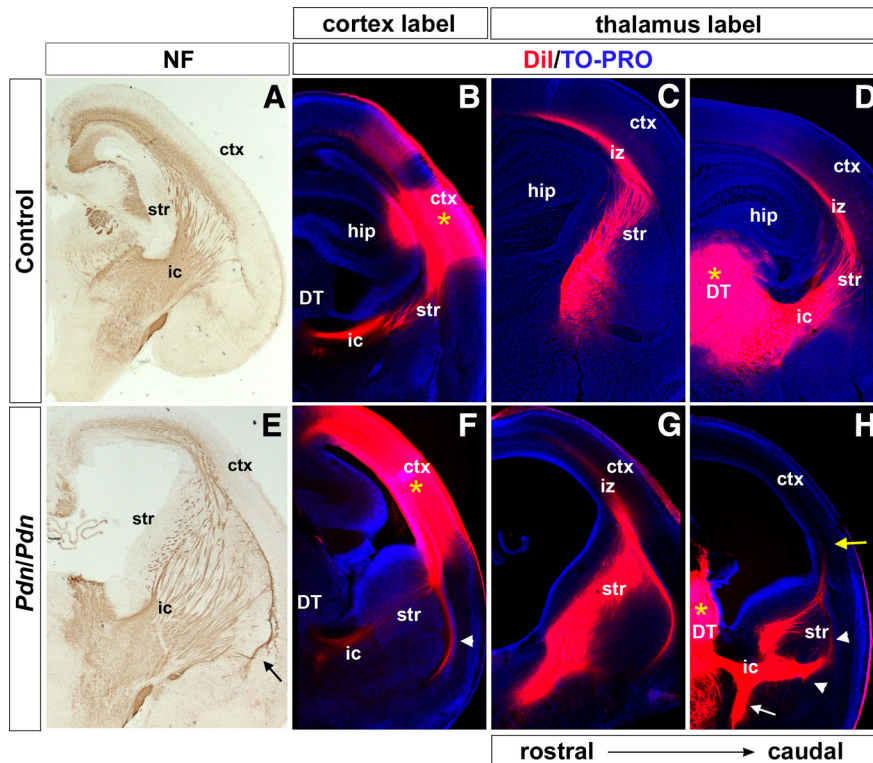 cortex label
thalamus label
NF
DiI/TO-PRO
Control
A
ctx
str
ic
B
ctx
*
hip
DT
str
ic
C
ctx
iz
hip
str
D
ctx
iz
*
DT
str
ic
Pdn/Pdn
E
ctx
str
ic
F
ctx
*
DT
str
ic
G
ctx
iz
str
H
ctx
*
DT
str
ic
rostral
caudal